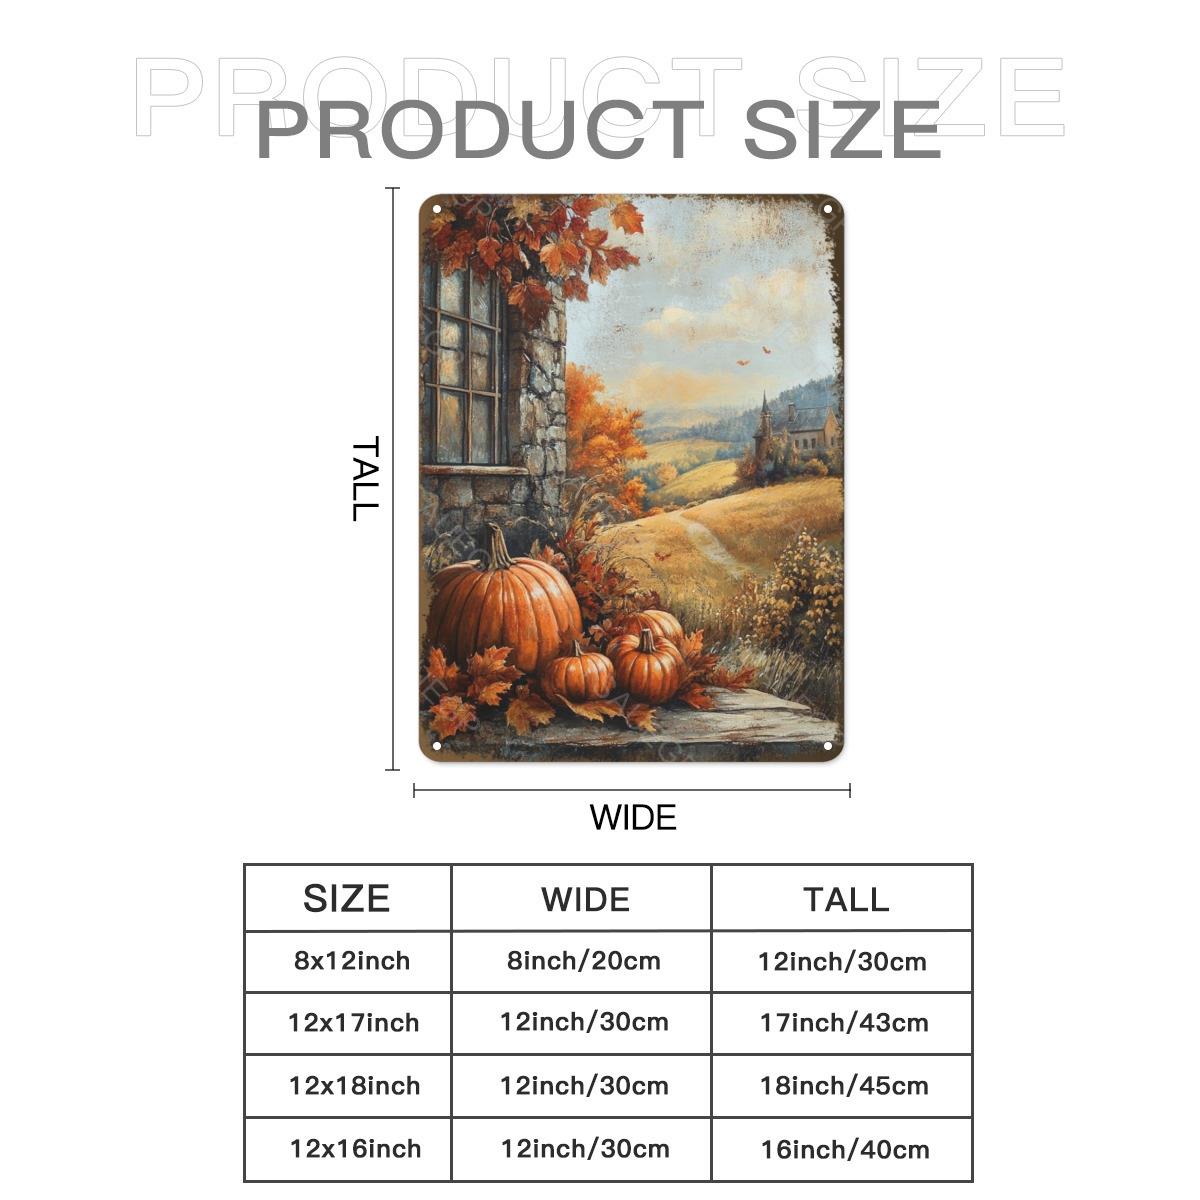 PRODUCT SIZE
PRODUCT SIZE
TALL
WIDE
SIZE WIDE TALL
8x12inch 8inch/20cm 12inch/30cm
12x17inch 12inch/30cm 17inch/43cm
12x18inch 12inch/30cm 18inch/45cm
12x16inch 12inch/30cm 16inch/40cm